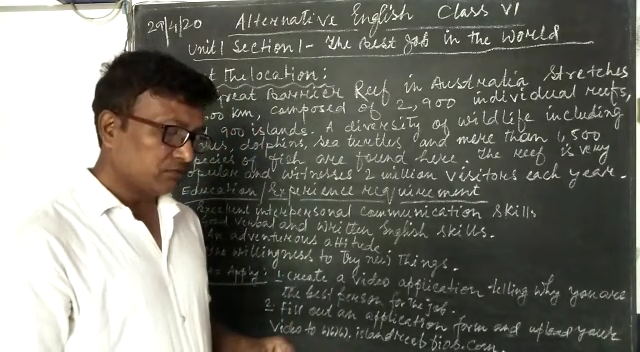 29/4/20
Alternative English Class VI
Unit 1 Section 1 - The Best Job in the World
the location:
Great Barrier Reef in Australia stretches
km, composed of 2,900 individual reefs,
900 islands. A diversity of wildlife including
dolphins, sea turtles, and more than 1,500
species of fish are found here. The reef is very
and witnesses 2 million visitors each year.
Education/Experience requirement
Excellent interpersonal communication skills
verbal and written English skills.
An adventurous attitude
willingness to try new things.
Apply: 1. Create a video application telling why you are
the best person for the job.
2. Fill out an application form and upload your
video to www.